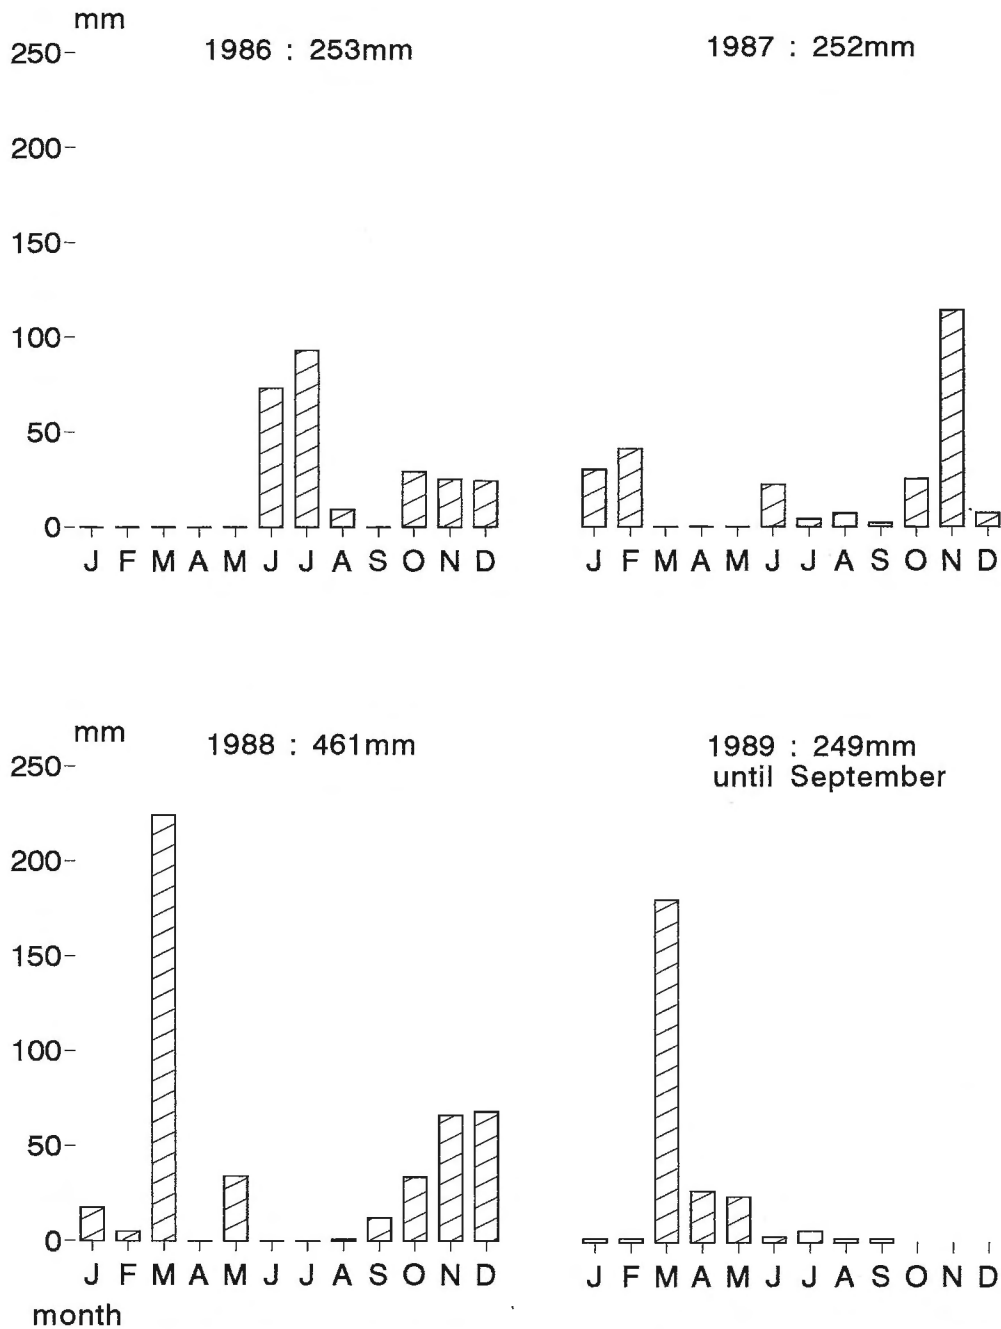 mm
1986 : 253mm
1987 : 252mm
250
200
150
100
50
0
J F M A M J J A S O N D
J F M A M J J A S O N D
mm
1988 : 461mm
1989 : 249mm
until September
250
200
150
100
50
0
J F M A M J J A S O N D
J F M A M J J A S O N D
month